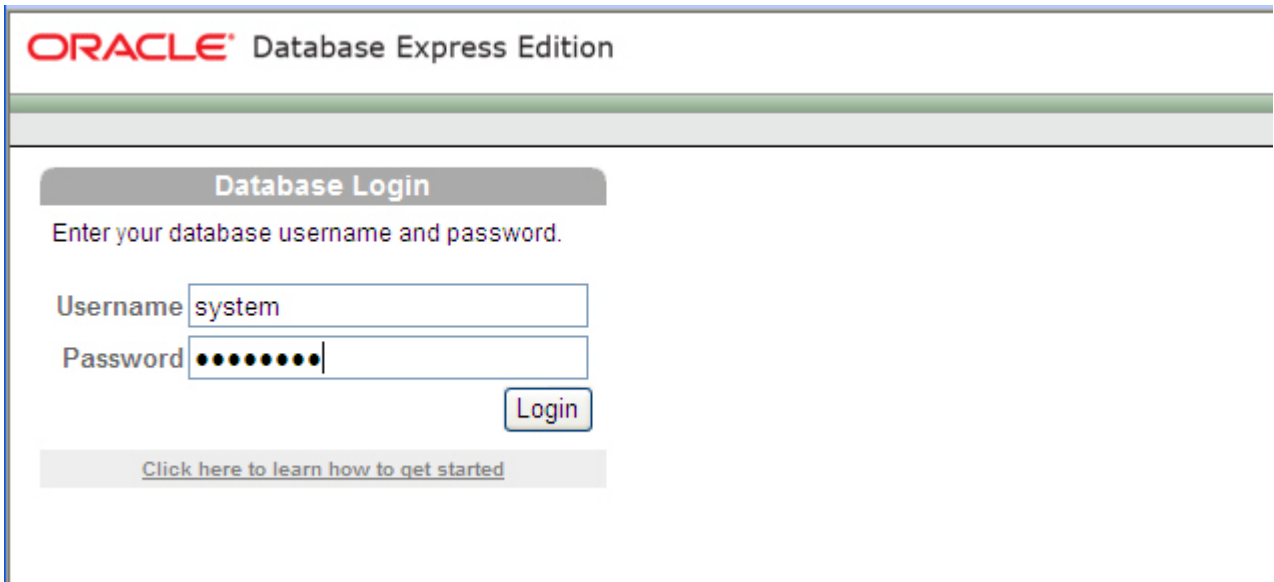 ORACLE Database Express Edition
Database Login
Enter your database username and password.
Username system
Password ●●●●●●●●
Login
Click here to learn how to get started